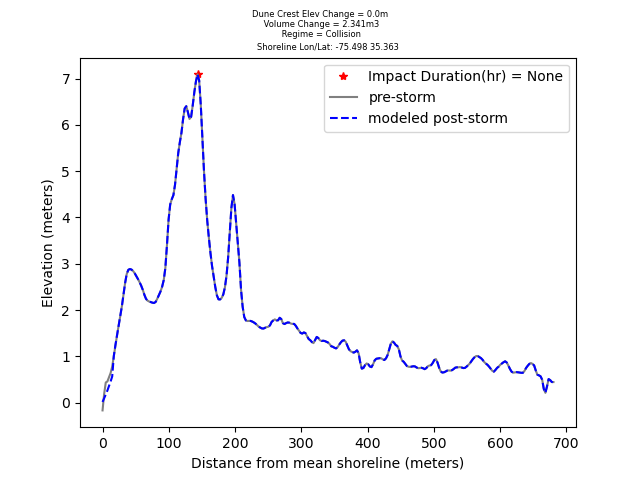 Dune Crest Elev Change = 0.0m
Volume Change = 2.341m3
Regime = Collision
Shoreline Lon/Lat: -75.498 35.363
Impact Duration(hr) = None
pre-storm
modeled post-storm
Elevation (meters)
7
6
5
4
3
2
1
0
0 100 200 300 400 500 600 700
Distance from mean shoreline (meters)